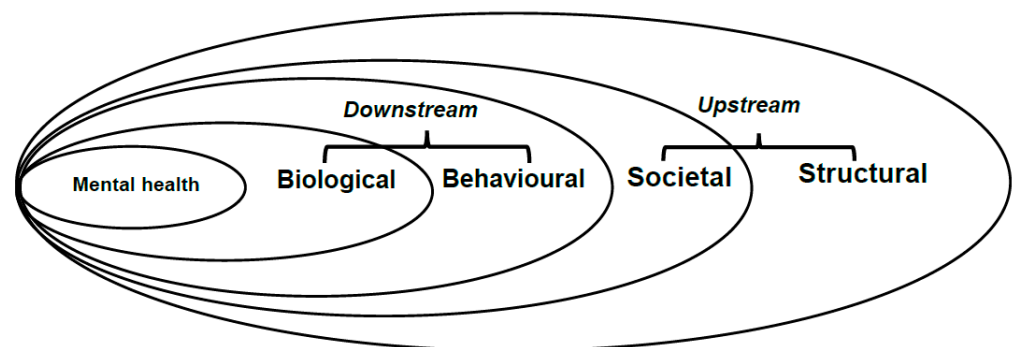 Downstream
Upstream
Mental health
Biological
Behavioural
Societal
Structural